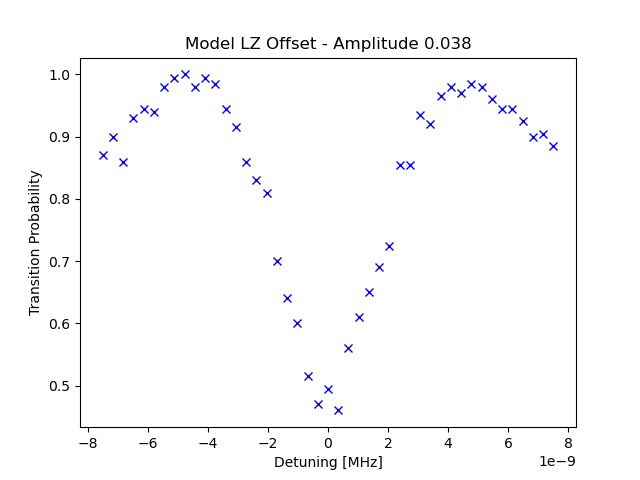 Model LZ Offset - Amplitude 0.038
Transition Probability
1.0
0.9
0.8
0.7
0.6
0.5
−8 −6 −4 −2 0 2 4 6 8
Detuning [MHz]
1e−9